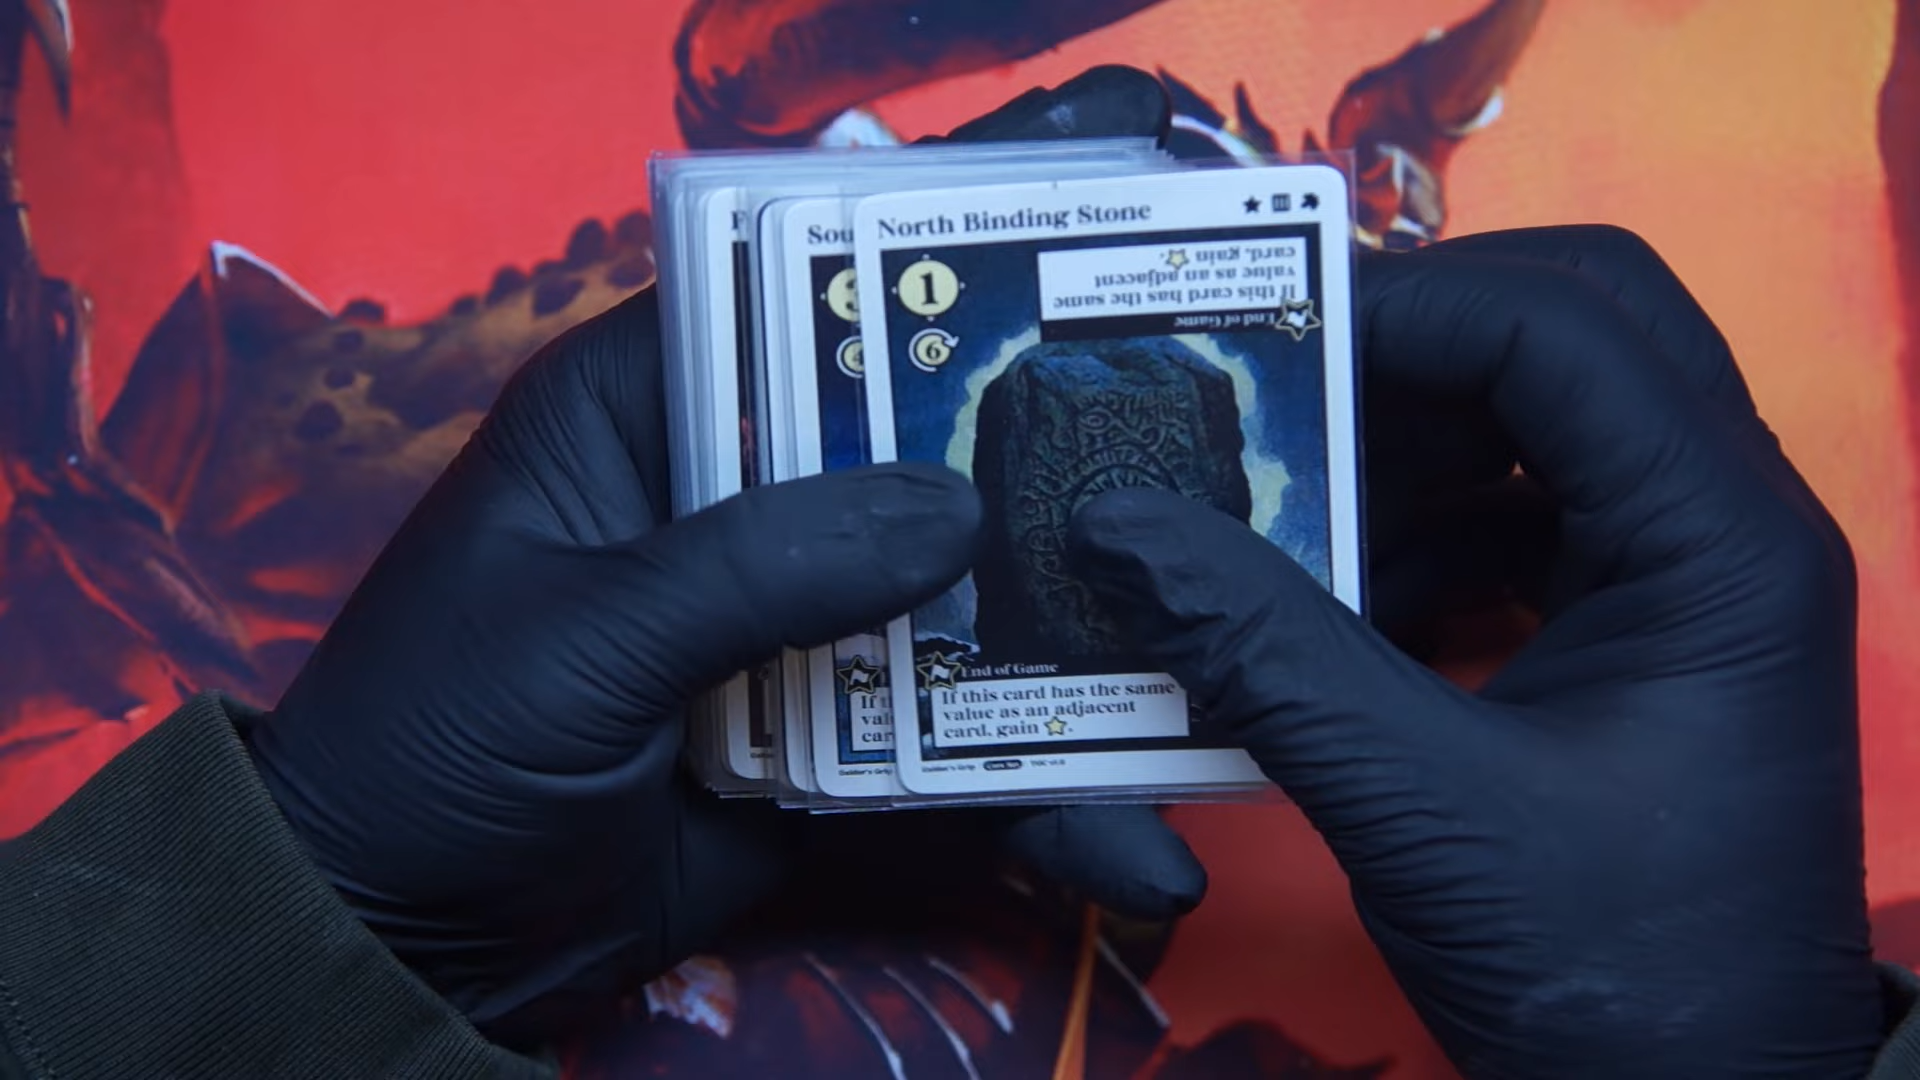 North Binding Stone
1
6
If this card has the same
value as an adjacent
card, gain
End of Game
End of Game
If this card has the same
value as an adjacent
card, gain
Sou
3
4
If t
val
car
F